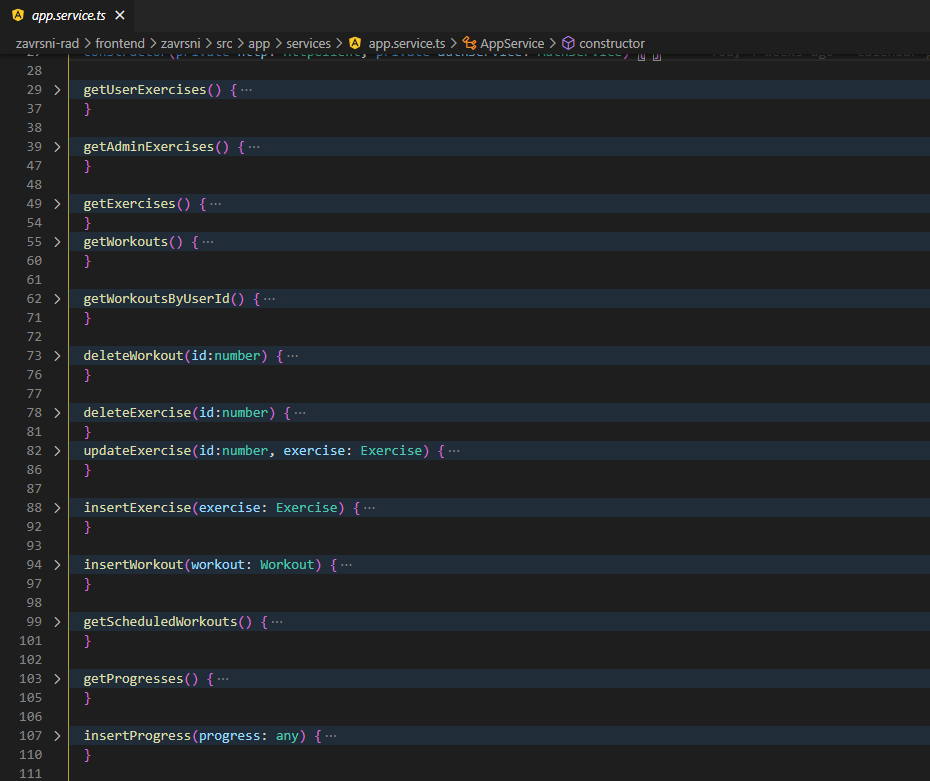 app.service.ts ×
zavrsni-rad > frontend > zavrsni > src > app > services > app.service.ts > AppService > constructor
28
29 > getUserExercises() { ···
37 }
38
39 > getAdminExercises() { ···
47 }
48
49 > getExercises() { ···
54 }
55 > getWorkouts() { ···
60 }
61
62 > getWorkoutsByUserId() { ···
71 }
72
73 > deleteWorkout(id:number) { ···
76 }
77
78 > deleteExercise(id:number) { ···
81 }
82 > updateExercise(id:number, exercise: Exercise) { ···
86 }
87
88 > insertExercise(exercise: Exercise) { ···
92 }
93
94 > insertWorkout(workout: Workout) { ···
97 }
98
99 > getScheduledWorkouts() { ···
101 }
102
103 > getProgresses() { ···
105 }
106
107 > insertProgress(progress: any) { ···
110 }
111